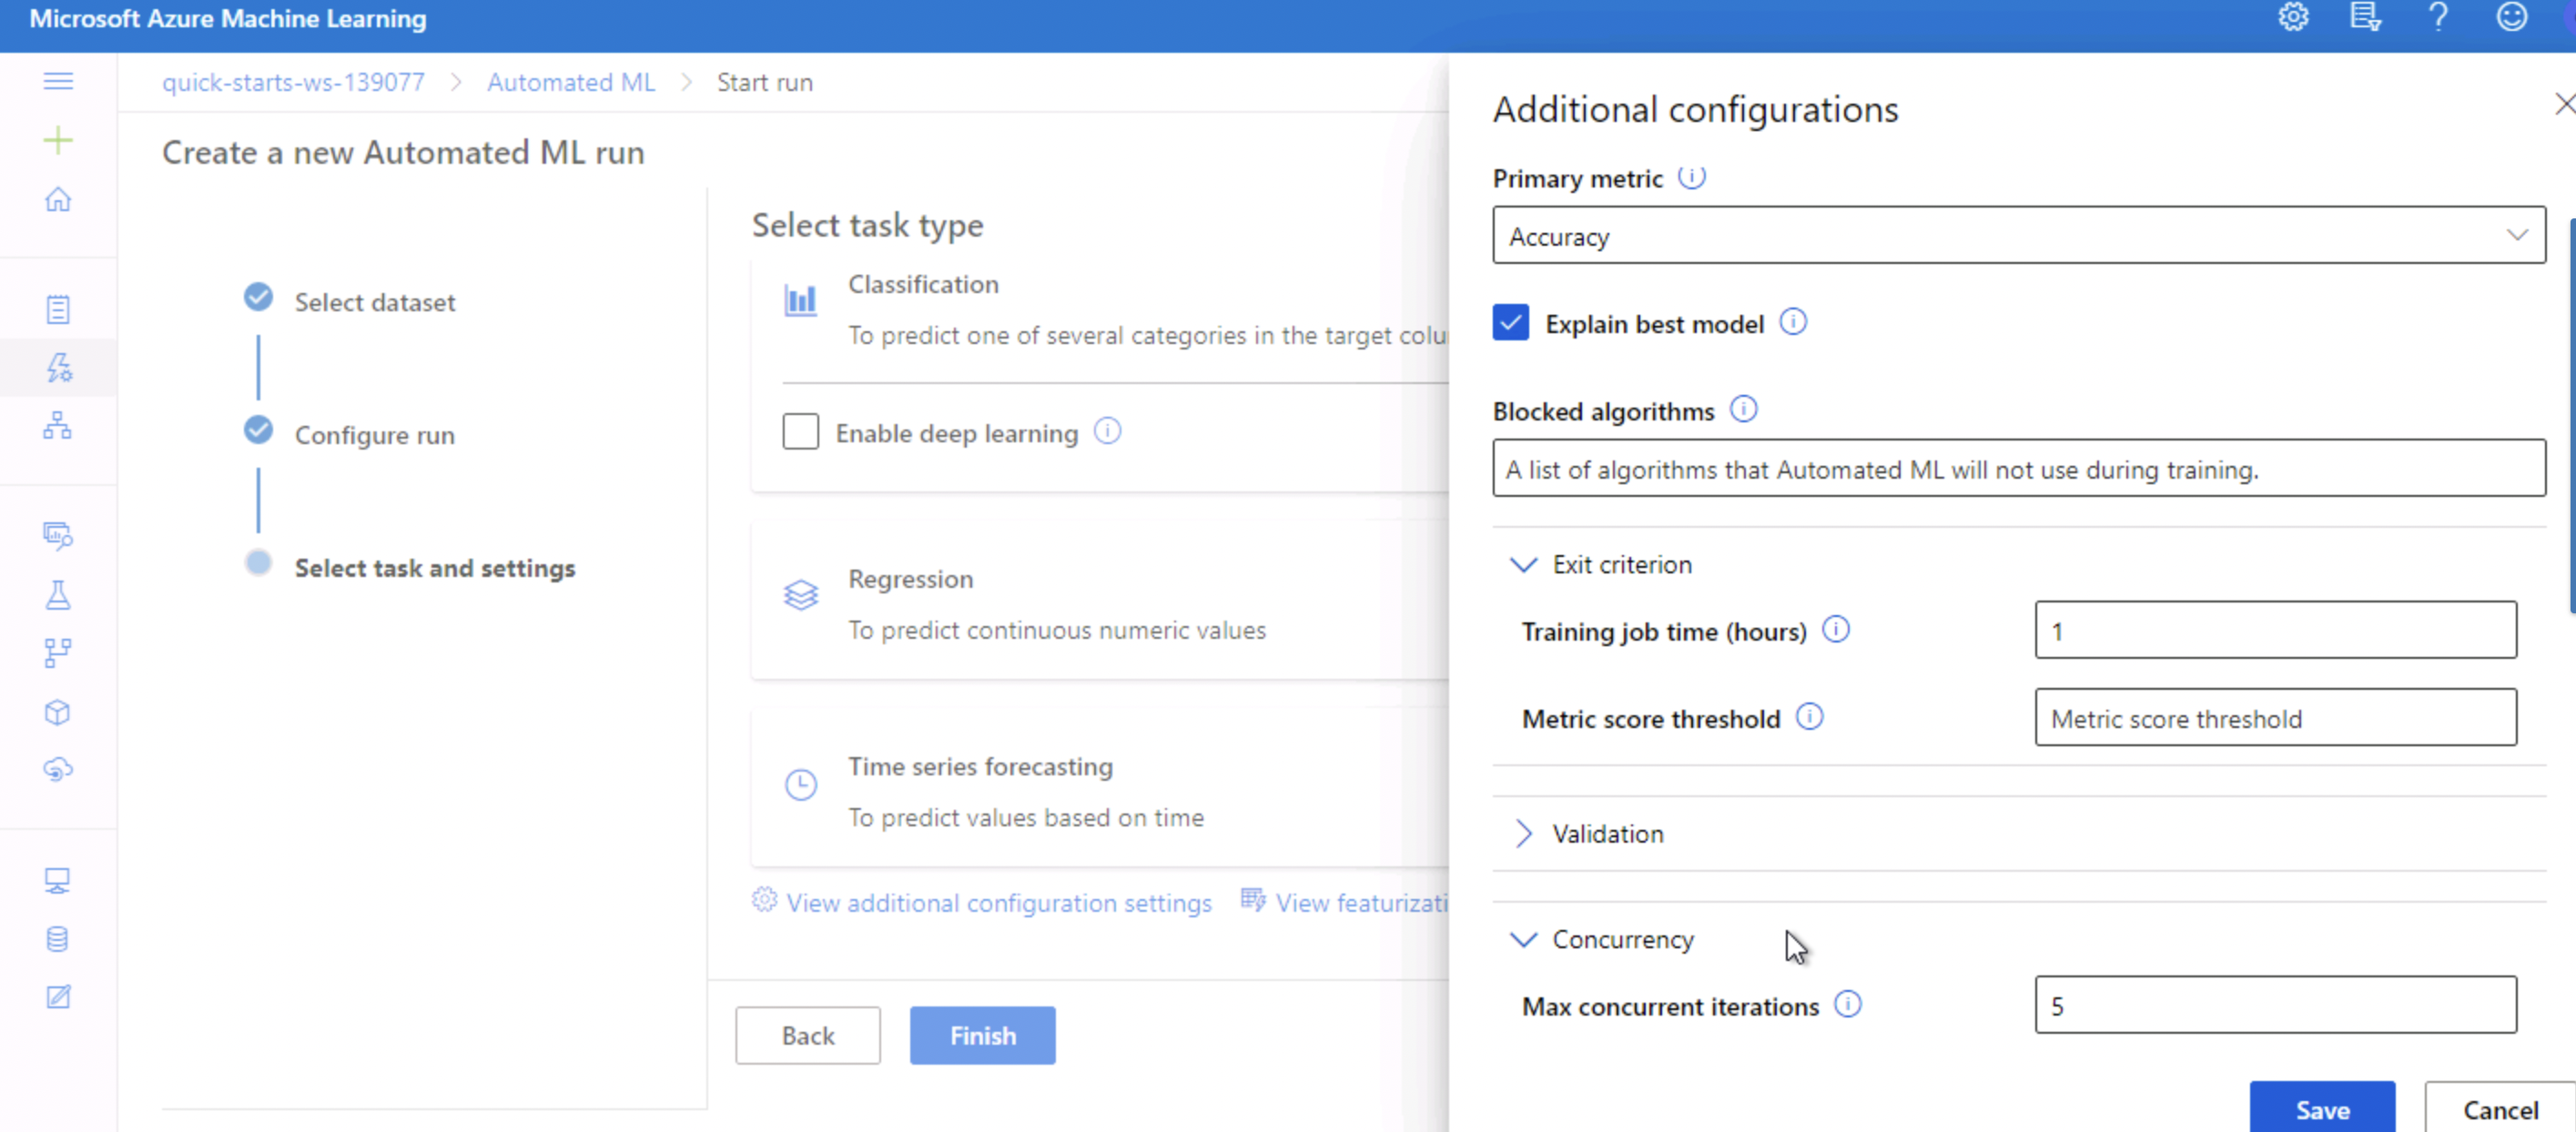 Microsoft Azure Machine Learning
quick-starts-ws-139077 > Automated ML > Start run
Create a new Automated ML run
Select dataset
Configure run
Select task and settings
Select task type
Classification
To predict one of several categories in the target colu
Enable deep learning
Regression
To predict continuous numeric values
Time series forecasting
To predict values based on time
View additional configuration settings View featurizati
Back Finish
Additional configurations
Primary metric
Accuracy
Explain best model
Blocked algorithms
A list of algorithms that Automated ML will not use during training.
Exit criterion
Training job time (hours) 1
Metric score threshold Metric score threshold
Validation
Concurrency
Max concurrent iterations 5
Save Cancel